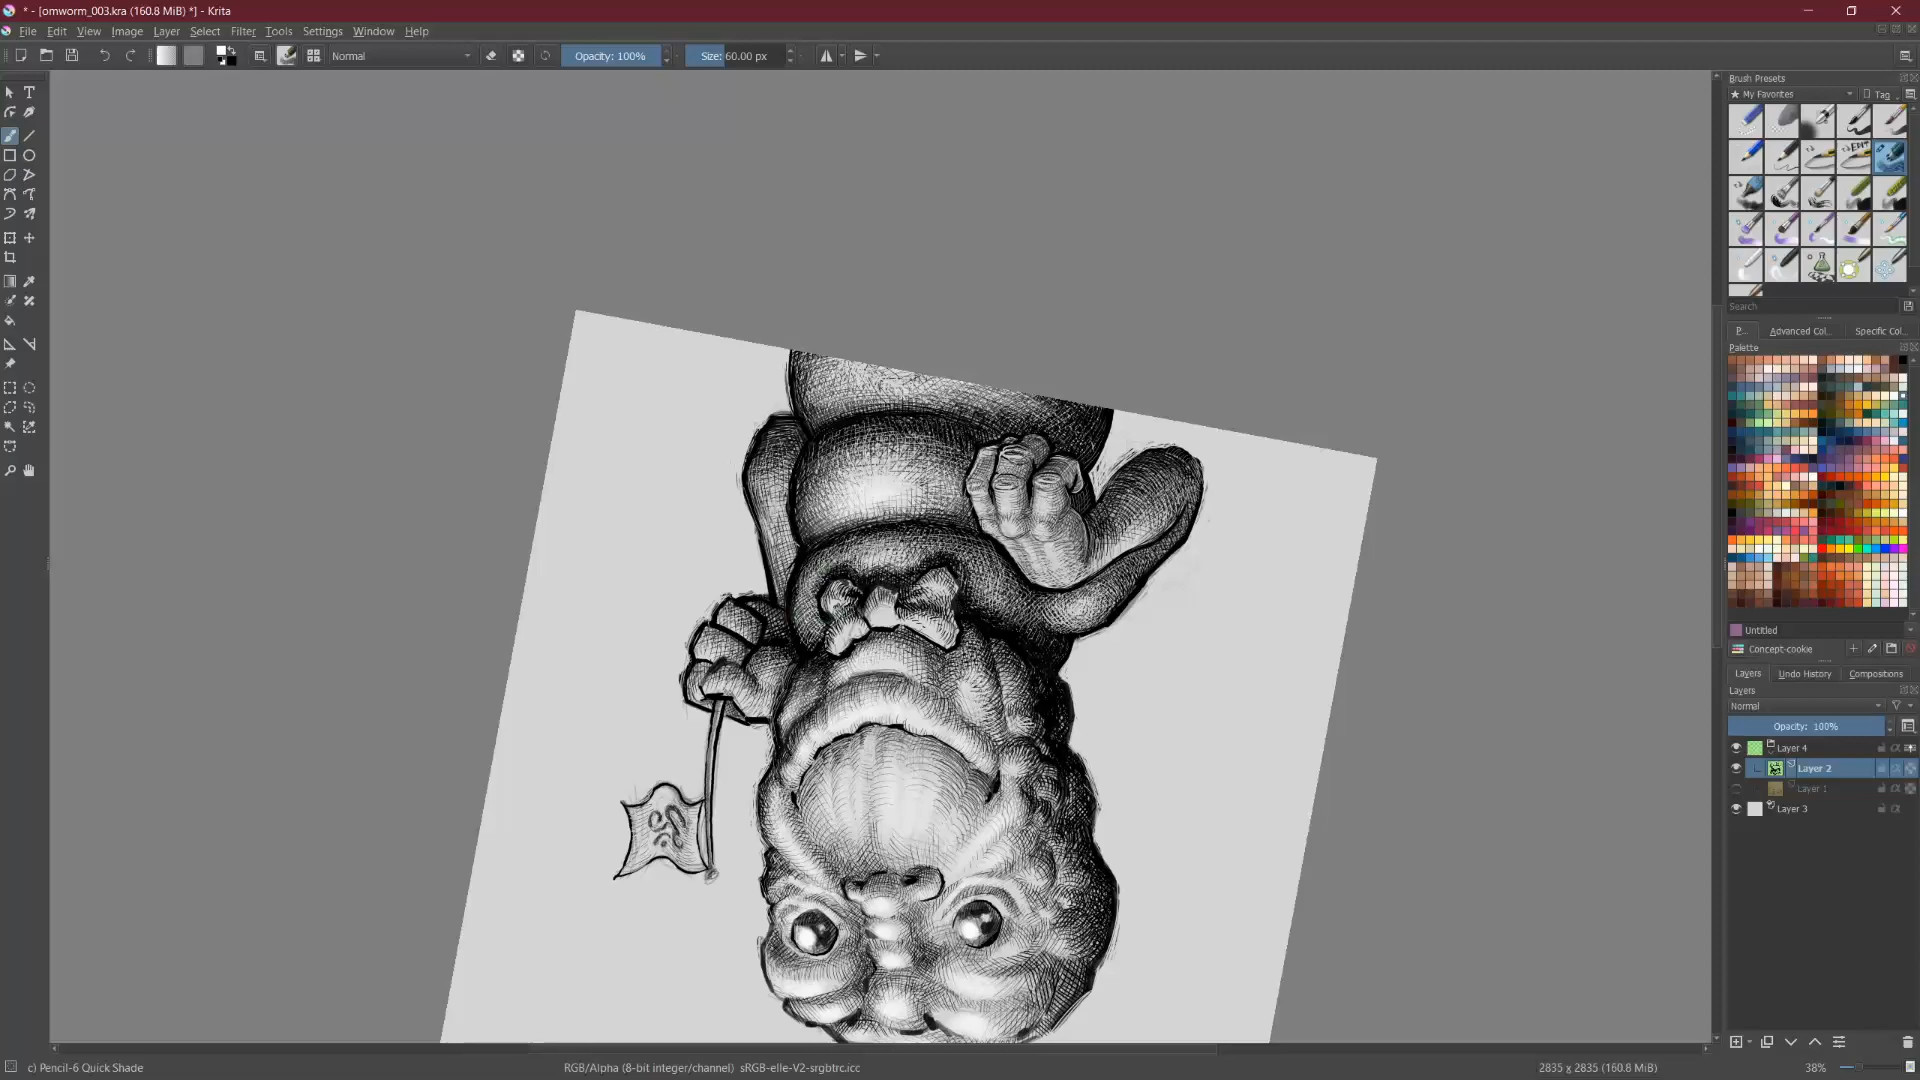 * - [omworm_003.kra (160.8 MiB) *] - Krita
File Edit View Image Layer Select Filter Tools Settings Window Help
Normal Opacity: 100% Size: 60.00 px
Brush Presets
My Favorites Tag
Search
P... Advanced Col... Specific Col...
Palette
Untitled
Concept-cookie
Layers Undo History Compositions
Layers
Normal
Opacity: 100%
Layer 4
Layer 2
Layer 1
Layer 3
c) Pencil-6 Quick Shade RGB/Alpha (8-bit integer/channel) sRGB-elle-V2-srgbtrc.icc 2835 x 2835 (160.8 MiB) 38%